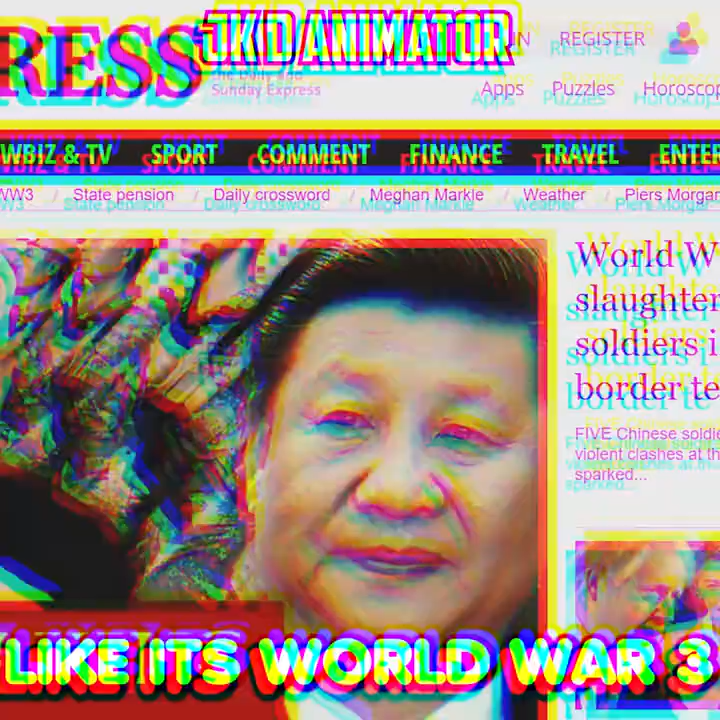 RESS
JKD ANIMATOR
IN REGISTER
the Daily and
Sunday Express
Apps Puzzles Horoscop
WBIZ & TV SPORT COMMENT FINANCE TRAVEL ENTER
WW3 / State pension / Daily crossword / Meghan Markle / Weather / Piers Morgan
World W
slaughter
soldiers i
border te
FIVE Chinese soldie
violent clashes at th
sparked...
LIKE ITS WORLD WAR 3